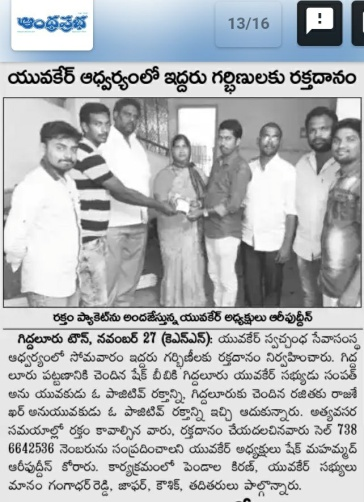 ఆంధ్రప్రభ
13/16
యువకేర్ ఆధ్వర్యంలో ఇద్దరు గర్భిణులకు రక్తదానం
రక్తం ప్యాకెట్‌ను అందజేస్తున్న యువకేర్ అధ్యక్షులు ఆరీఫుద్దీన్
గిద్దలూరు టౌన్, నవంబర్ 27 (కెఎన్ఎన్): యువకేర్ స్వచ్ఛంద సేవాసంస్థ
ఆధ్వర్యంలో సోమవారం ఇద్దరు గర్భిణీలకు రక్తదానం నిర్వహించారు. గిద్ద
లూరు పట్టణానికి చెందిన షేక్ బీబికి గిద్దలూరు యువకేర్ సభ్యుడు సంపత్
అను యువకుడు ఓ పాజిటివ్ రక్తాన్ని, గిద్దలూరుకు చెందిన రజితకు రాజశే
ఖర్ అనుయువకుడు ఓ పాజిటివ్ రక్తాన్ని ఇచ్చి ఆదుకున్నారు. అత్యవసర
సమయాల్లో రక్తం కావాల్సిన వారు, రక్తదానం చేయదలచినవారు సెల్ 738
6642536 నెంబరును సంప్రదించాలని యువకేర్ అధ్యక్షులు షేక్ మహమ్మద్
ఆరీఫుద్దీన్ కోరారు. కార్యక్రమంలో పెండాల కిరణ్, యువకేర్ సభ్యులు
మానం గంగాధర్ రెడ్డి, జాఫర్, కౌశిక్, తదితరులు పాల్గొన్నారు.